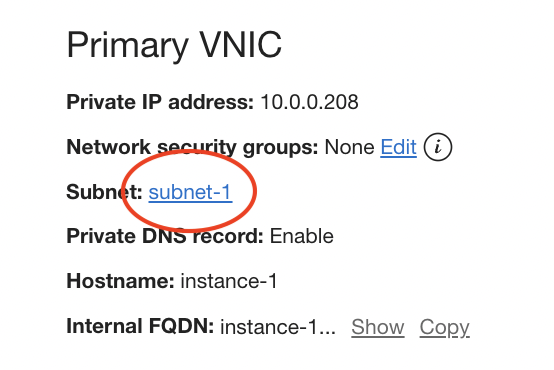 Primary VNIC
Private IP address: 10.0.0.208
Network security groups: None Edit i
Subnet: subnet-1
Private DNS record: Enable
Hostname: instance-1
Internal FQDN: instance-1... Show Copy